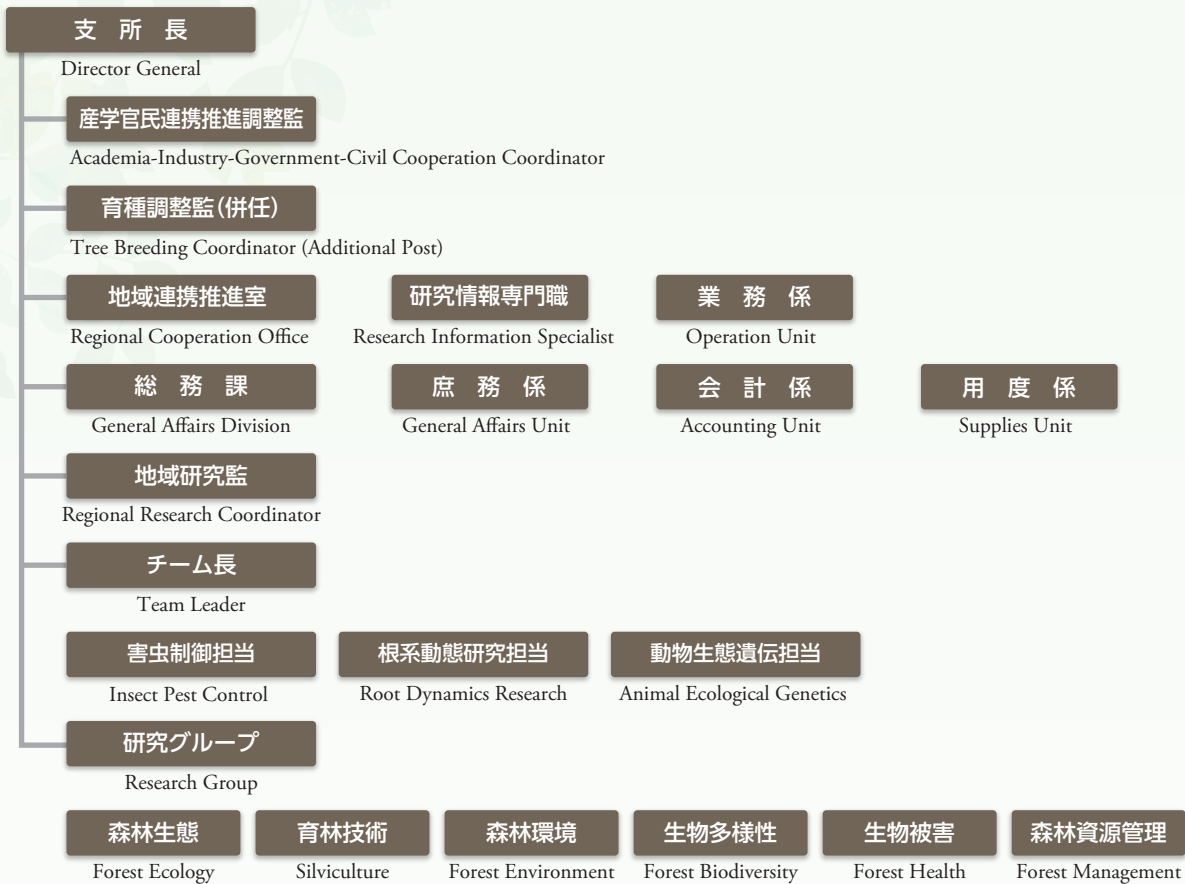 支 所 長
Director General
産学官民連携推進調整監
Academia-Industry-Government-Civil Cooperation Coordinator
育種調整監(併任)
Tree Breeding Coordinator (Additional Post)
地域連携推進室 研究情報専門職 業 務 係
Regional Cooperation Office Research Information Specialist Operation Unit
総 務 課 庶 務 係 会 計 係 用 度 係
General Affairs Division General Affairs Unit Accounting Unit Supplies Unit
地域研究監
Regional Research Coordinator
チーム長
Team Leader
害虫制御担当 根系動態研究担当 動物生態遺伝担当
Insect Pest Control Root Dynamics Research Animal Ecological Genetics
研究グループ
Research Group
森林生態 育林技術 森林環境 生物多様性 生物被害 森林資源管理
Forest Ecology Silviculture Forest Environment Forest Biodiversity Forest Health Forest Management